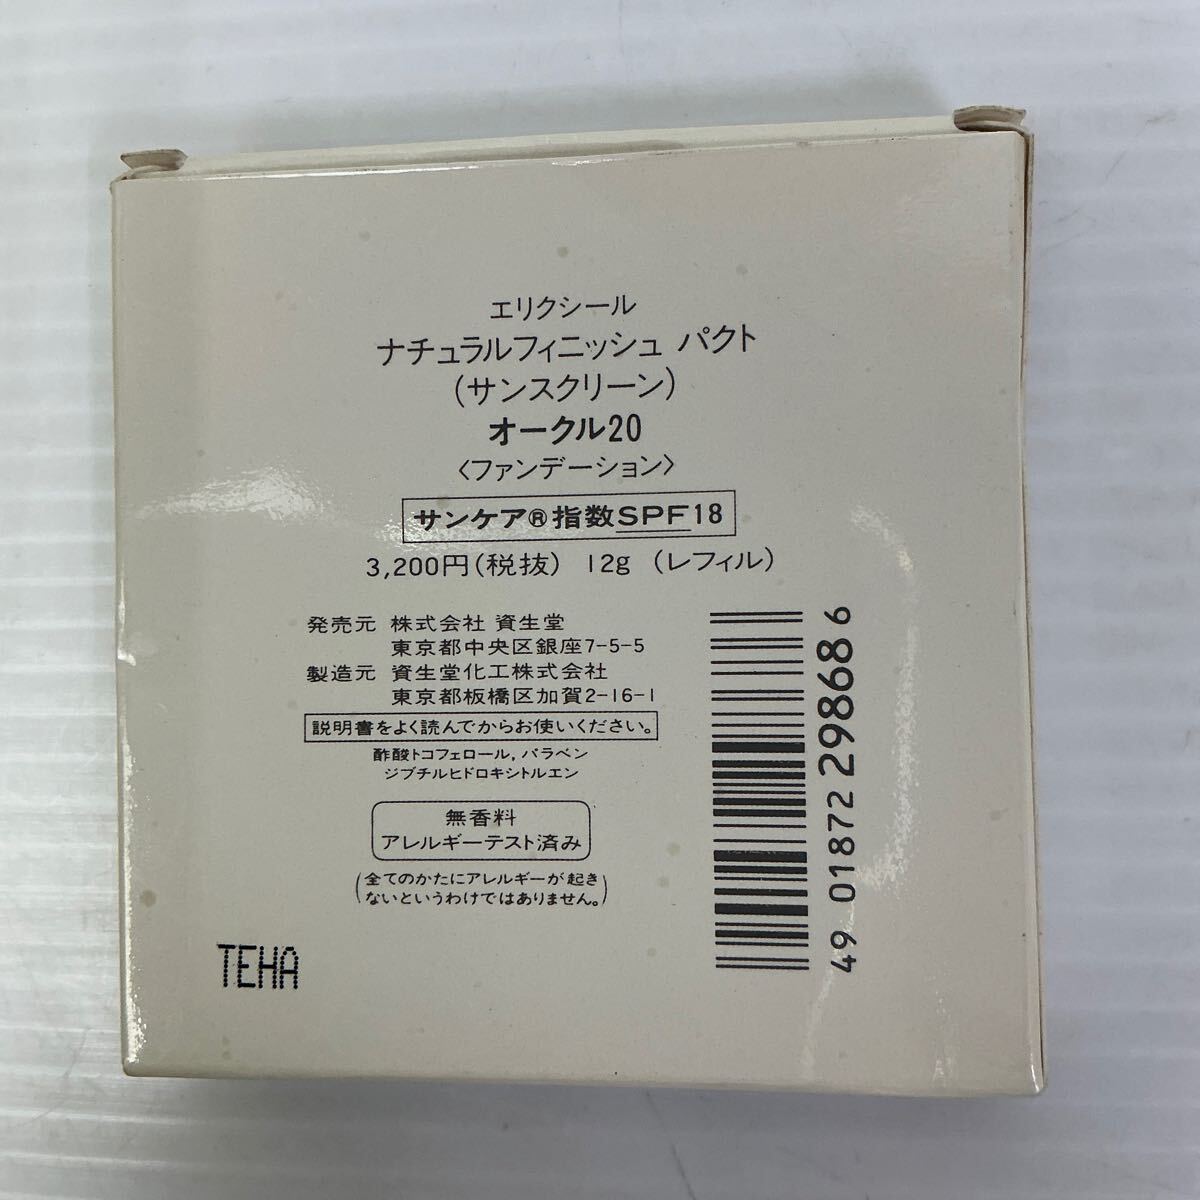 エリクシール
ナチュラルフィニッシュ パクト
(サンスクリーン)
オークル20
〈ファンデーション〉
サンケア®指数SPF18
3,200円(税抜) 12g (レフィル)
発売元 株式会社 資生堂
東京都中央区銀座7-5-5
製造元 資生堂化工株式会社
東京都板橋区加賀2-16-1
説明書をよく読んでからお使いください。
酢酸トコフェロール, パラベン
ジブチルヒドロキシトルエン
無香料
アレルギーテスト済み
(全てのかたにアレルギーが起き
ないというわけではありません。)
TEHA
49 01872 29868 6